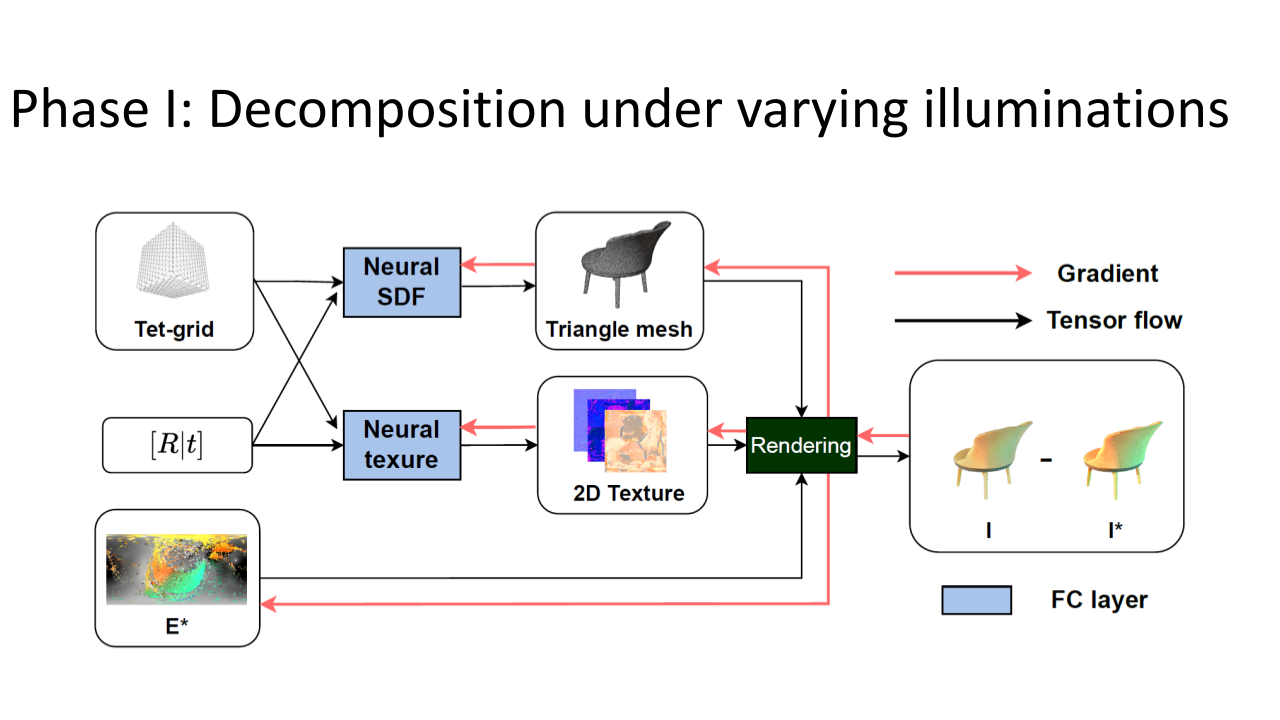 Phase I: Decomposition under varying illuminations
Tet-grid
Neural
SDF
Triangle mesh
Gradient
Tensor flow
[R|t]
Neural
texure
2D Texture
Rendering
-
I
I*
E*
FC layer